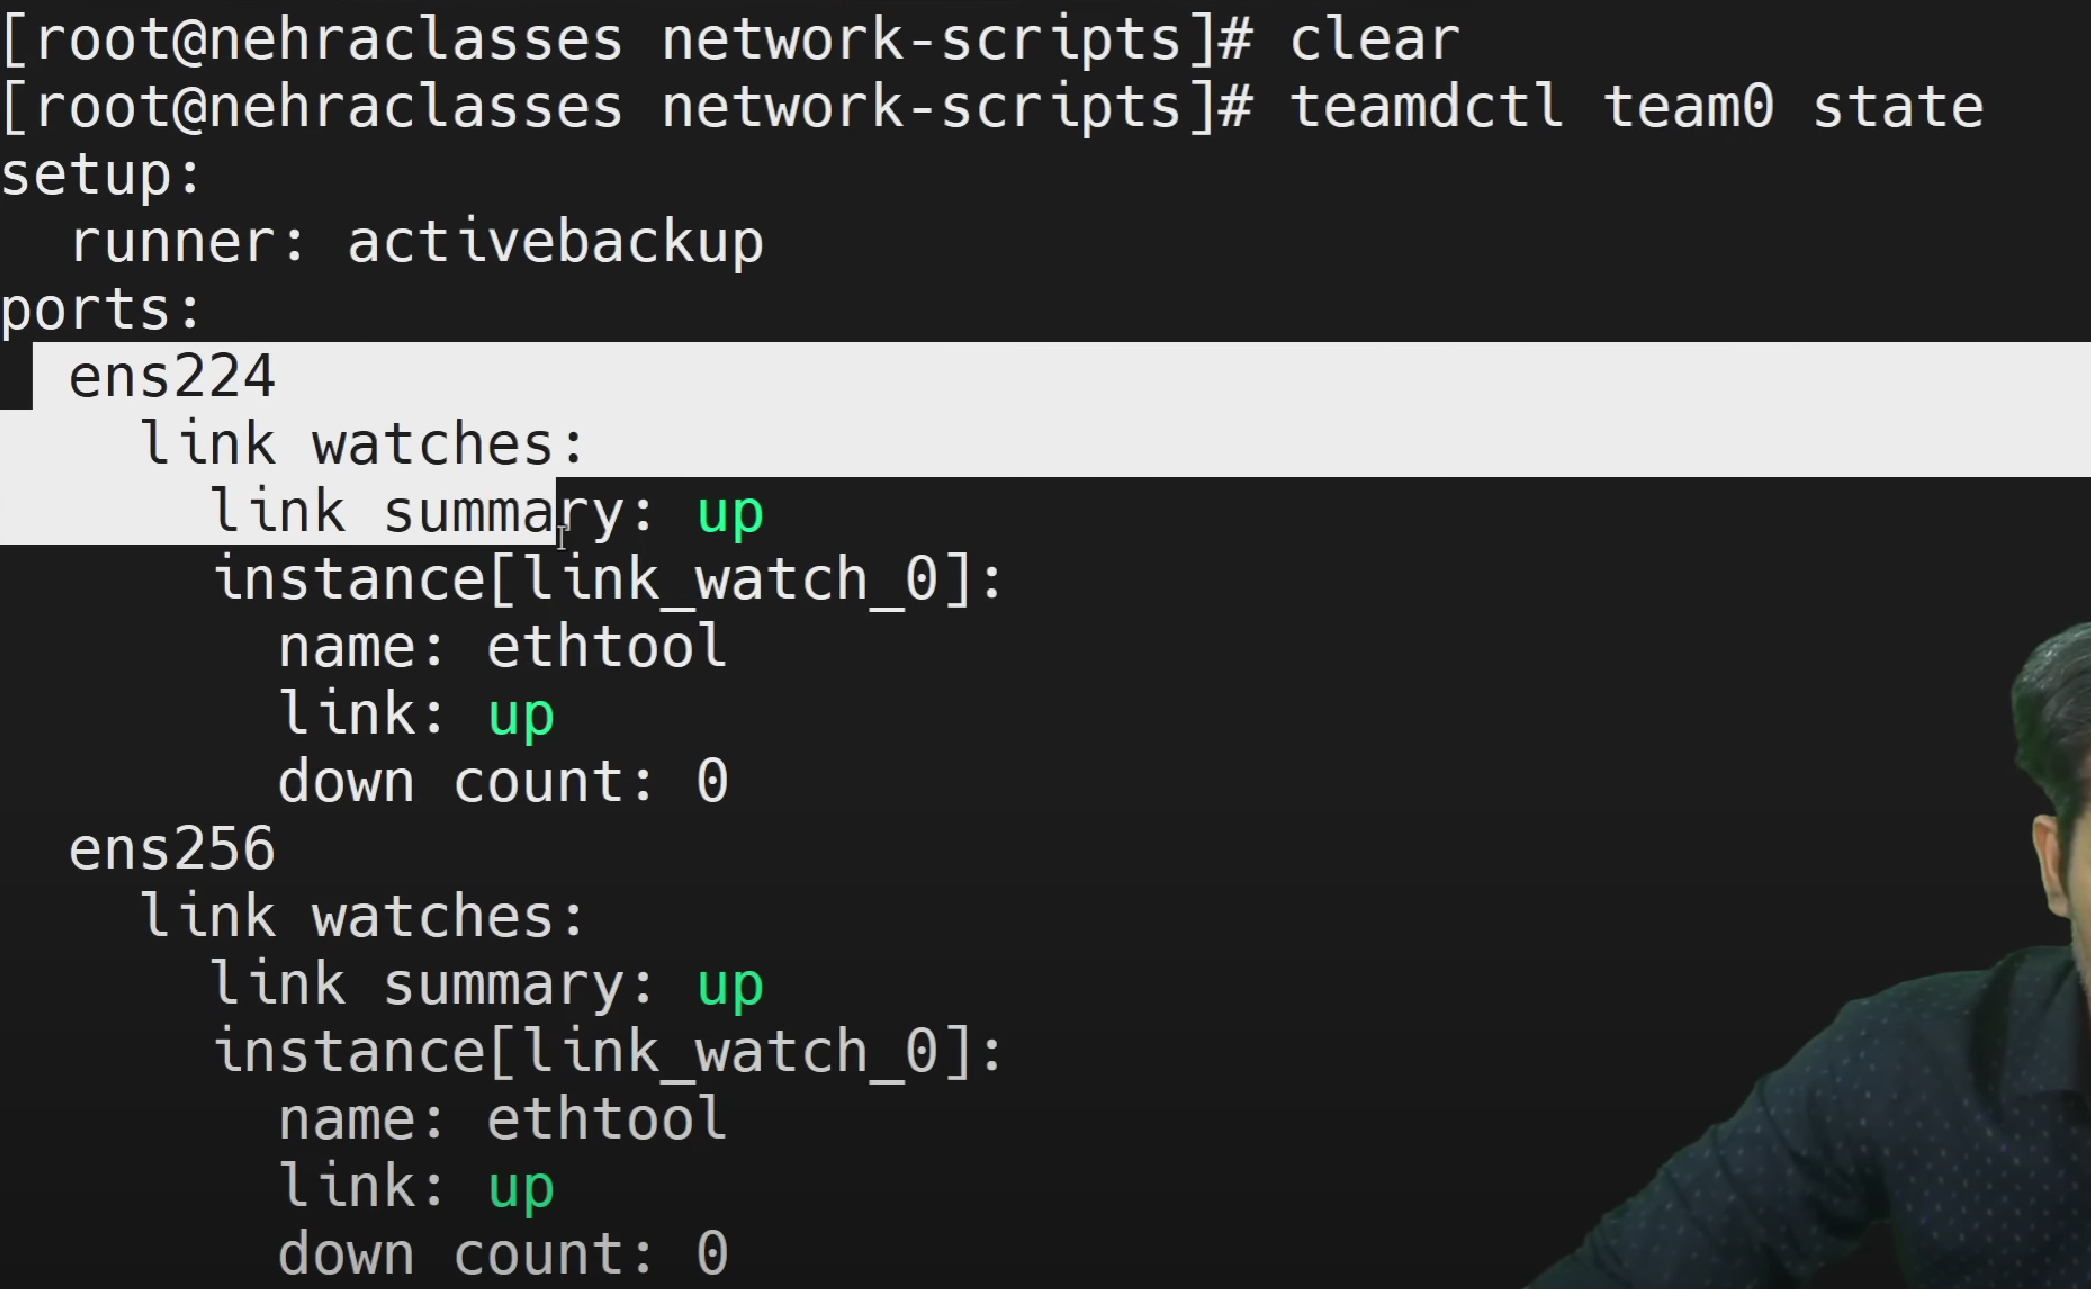 [root@nehraclasses network-scripts]# clear
[root@nehraclasses network-scripts]# teamdctl team0 state
setup:
  runner: activebackup
ports:
  ens224
    link watches:
      link summary: up
      instance[link_watch_0]:
        name: ethtool
        link: up
        down count: 0
  ens256
    link watches:
      link summary: up
      instance[link_watch_0]:
        name: ethtool
        link: up
        down count: 0